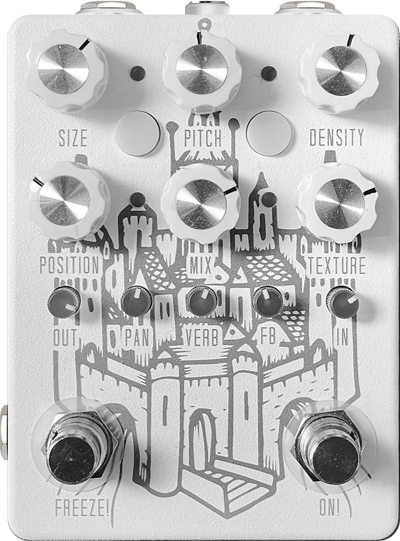 SIZE PITCH DENSITY
POSITION MIX TEXTURE
OUT PAN VERB FB IN
FREEZE! ON!